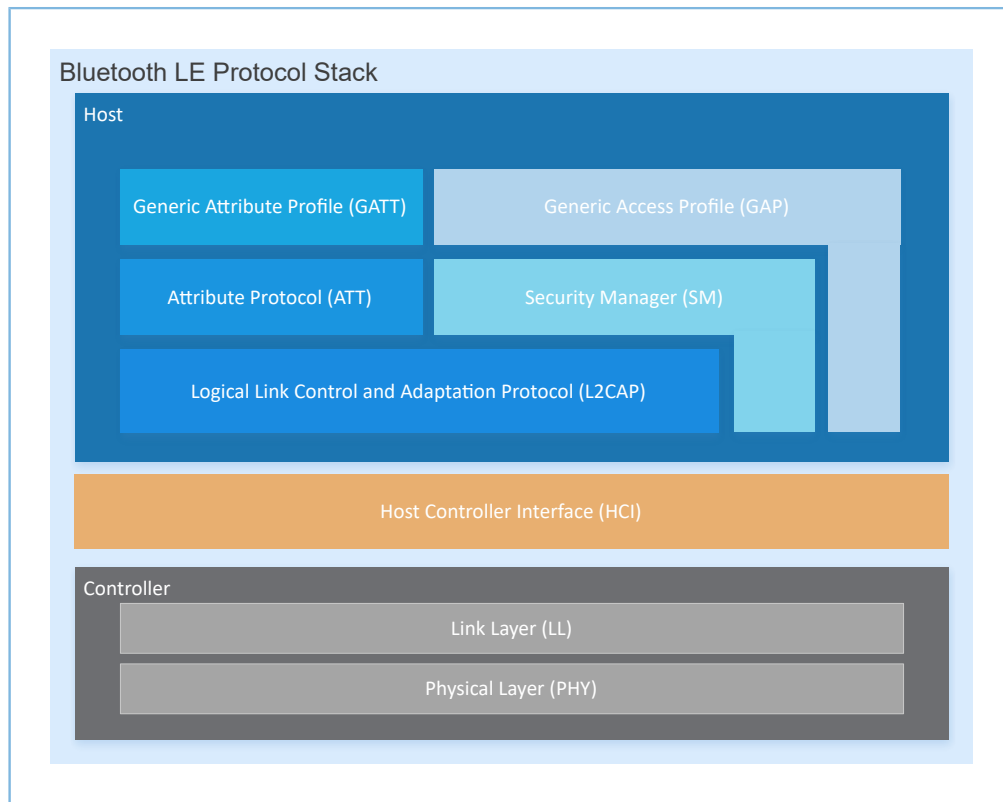 Bluetooth LE Protocol Stack
Host
Generic Attribute Profile (GATT)
Generic Access Profile (GAP)
Attribute Protocol (ATT)
Security Manager (SM)
Logical Link Control and Adaptation Protocol (L2CAP)
Host Controller Interface (HCI)
Controller
Link Layer (LL)
Physical Layer (PHY)